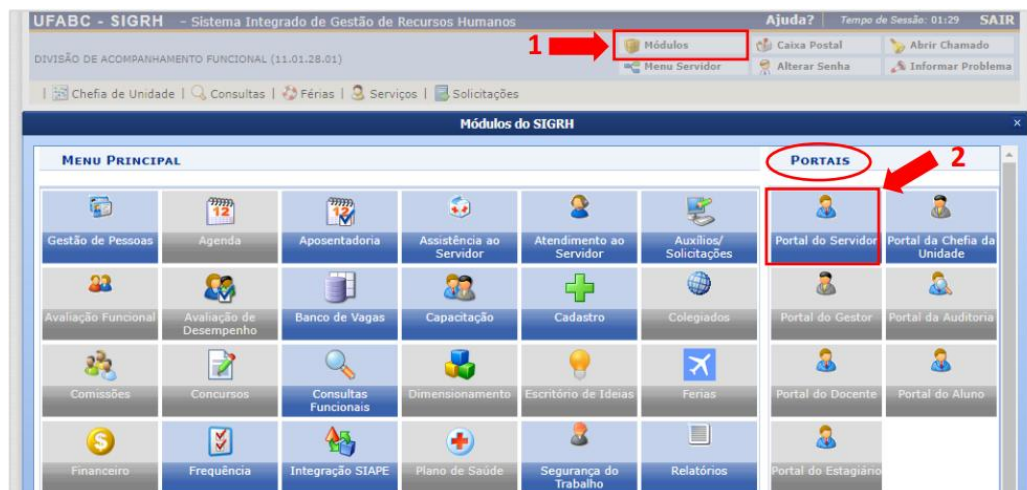 UFABC - SIGRH - Sistema Integrado de Gestão de Recursos Humanos
Ajuda? Tempo de Sessão: 01:29 SAIR
DIVISÃO DE ACOMPANHAMENTO FUNCIONAL (11.01.28.01)
1
Módulos
Caixa Postal
Abrir Chamado
Menu Servidor
Alterar Senha
Informar Problema
| Chefia de Unidade | Consultas | Férias | Serviços | Solicitações
Módulos do SIGRH x
MENU PRINCIPAL
PORTAIS
2
Gestão de Pessoas
Agenda
Aposentadoria
Assistência ao
Servidor
Atendimento ao
Servidor
Auxílios/
Solicitações
Portal do Servidor
Portal da Chefia da
Unidade
Avaliação Funcional
Avaliação de
Desempenho
Banco de Vagas
Capacitação
Cadastro
Colegiados
Portal do Gestor
Portal da Auditoria
Comissões
Concursos
Consultas
Funcionais
Dimensionamento
Escritório de Ideias
Ferias
Portal do Docente
Portal do Aluno
Financeiro
Frequência
Integração SIAPE
Plano de Saúde
Segurança do
Trabalho
Relatórios
Portal do Estagiário